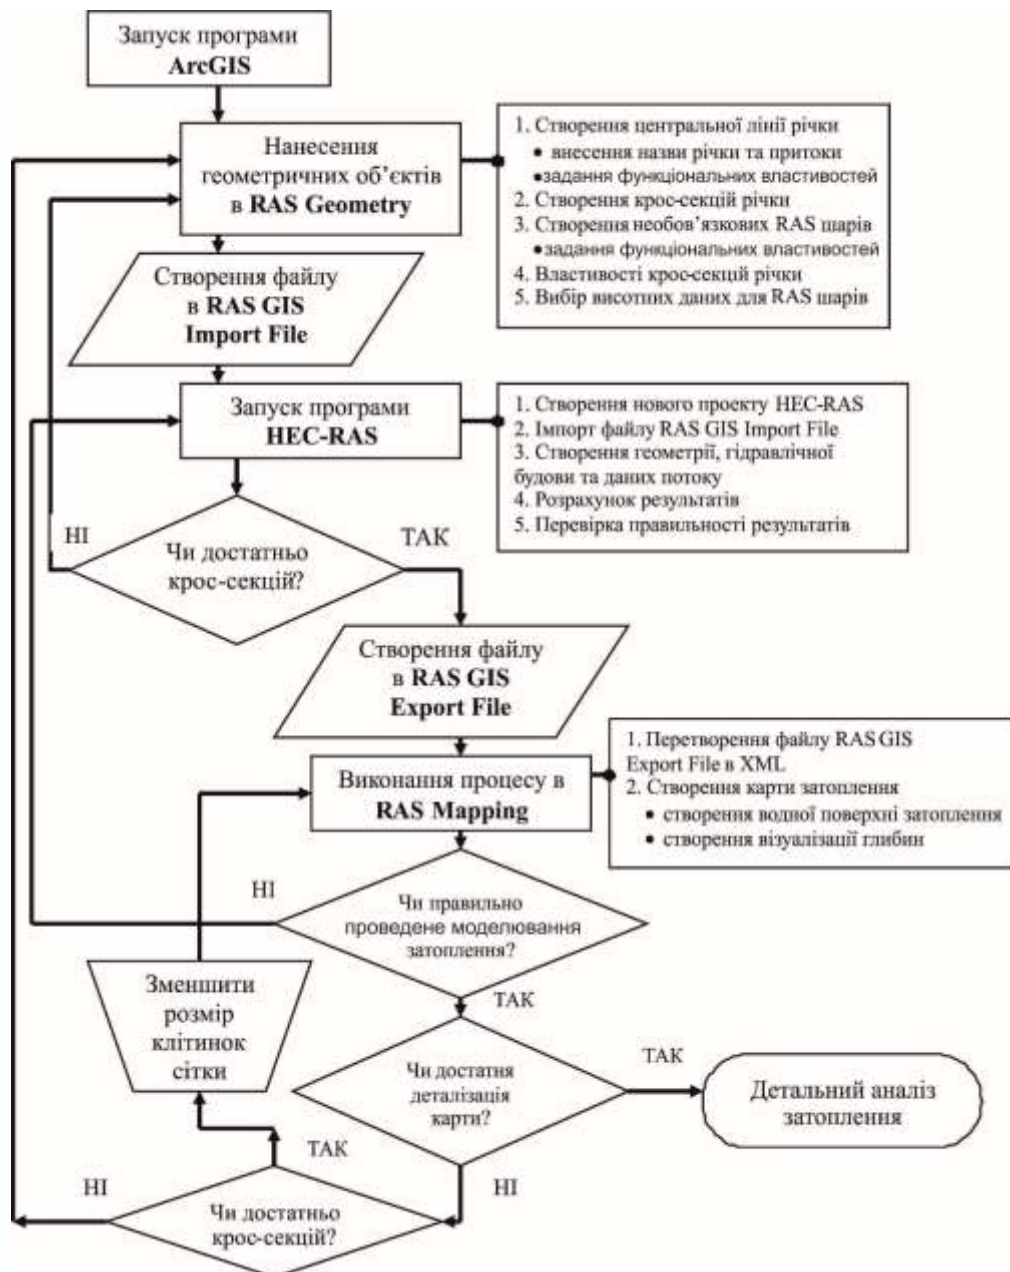 Запуск програми
ArcGIS
Нанесення
геометричних об’єктів
в RAS Geometry
1. Створення центральної лінії річки
• внесення назви річки та притоки
•задання функціональних властивостей
2. Створення крос-секцій річки
3. Створення необов’язкових RAS шарів
•задання функціональних властивостей
4. Властивості крос-секцій річки
5. Вибір висотних даних для RAS шарів
Створення файлу
в RAS GIS
Import File
Запуск програми
HEC-RAS
1. Створення нового проекту HEC-RAS
2. Імпорт файлу RAS GIS Import File
3. Створення геометрії, гідравлічної
будови та даних потоку
4. Розрахунок результатів
5. Перевірка правильності результатів
НІ
ТАК
Чи достатньо
крос-секцій?
Створення файлу
в RAS GIS
Export File
Виконання процесу в
RAS Mapping
1. Перетворення файлу RAS GIS
Export File в XML
2. Створення карти затоплення
• створення водної поверхні затоплення
• створення візуалізації глибин
НІ
Чи правильно
проведене моделювання
затоплення?
ТАК
Зменшити
розмір
клітинок
сітки
Чи достатня
деталізація
карти?
ТАК
Детальний аналіз
затоплення
ТАК
НІ
НІ
Чи достатньо
крос-секцій?